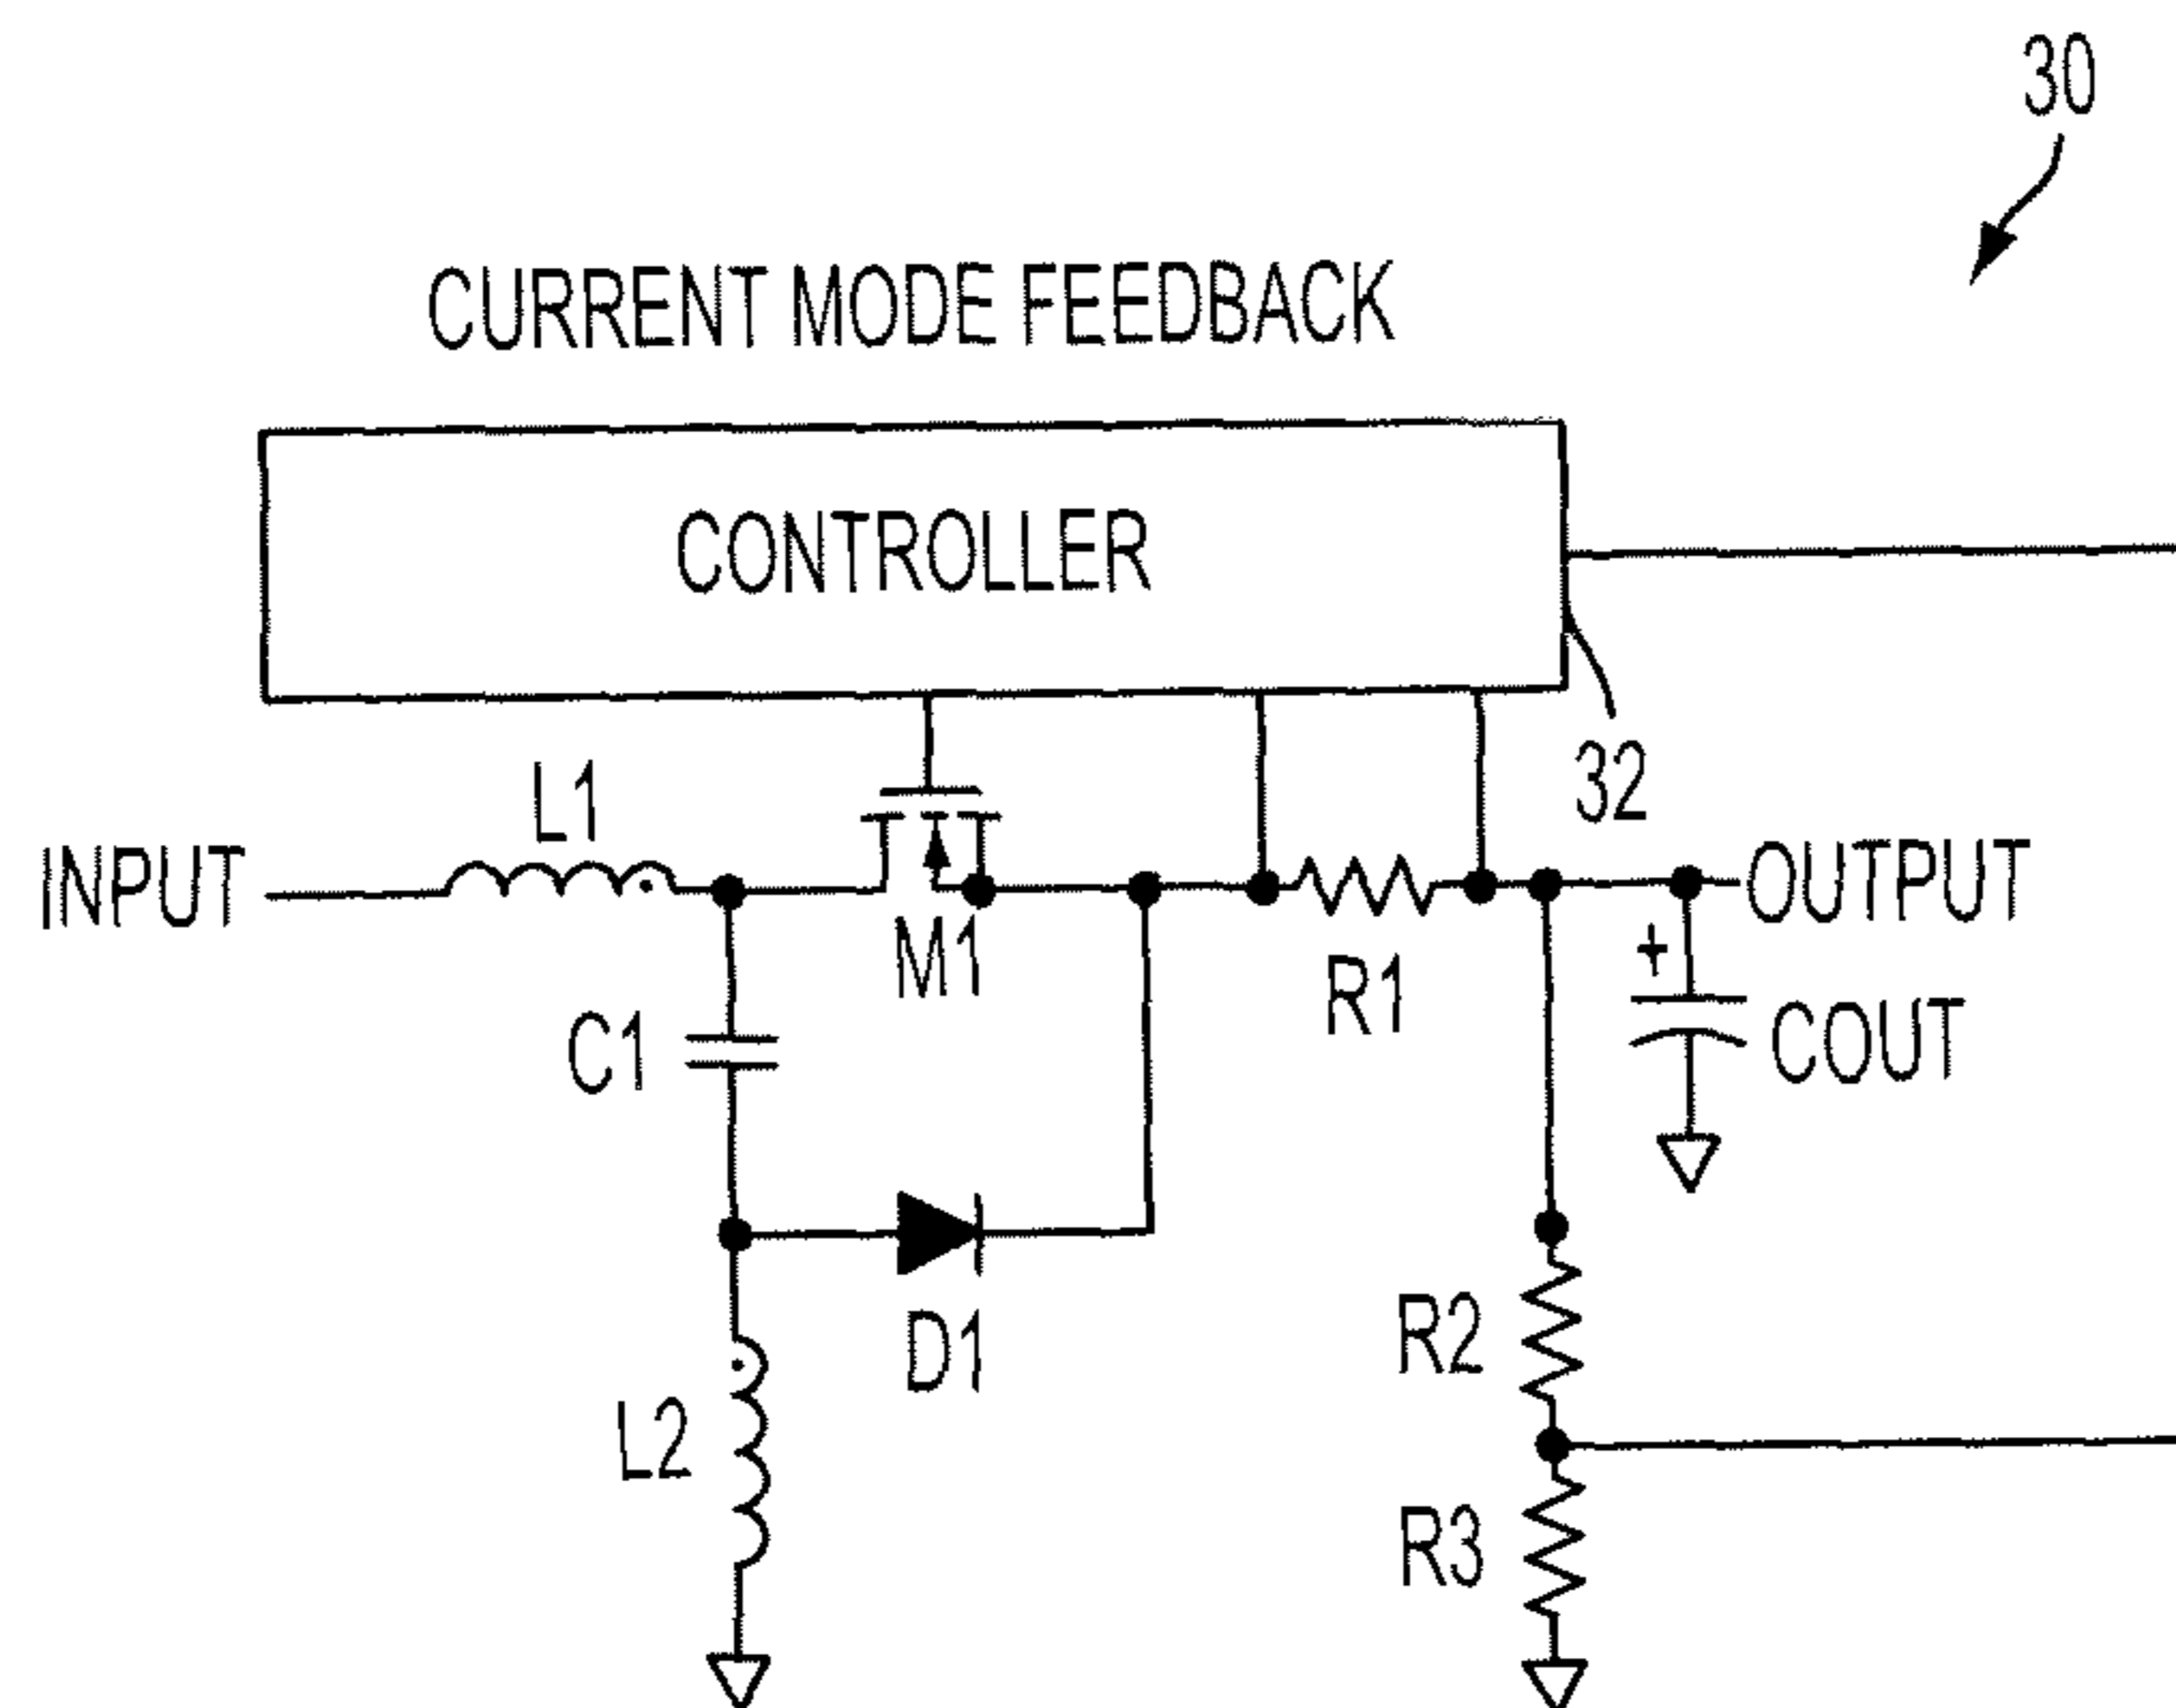 30
CURRENT MODE FEEDBACK
CONTROLLER
32
L1
INPUT
OUTPUT
M1
R1
+
COUT
C1
D1
R2
L2
R3